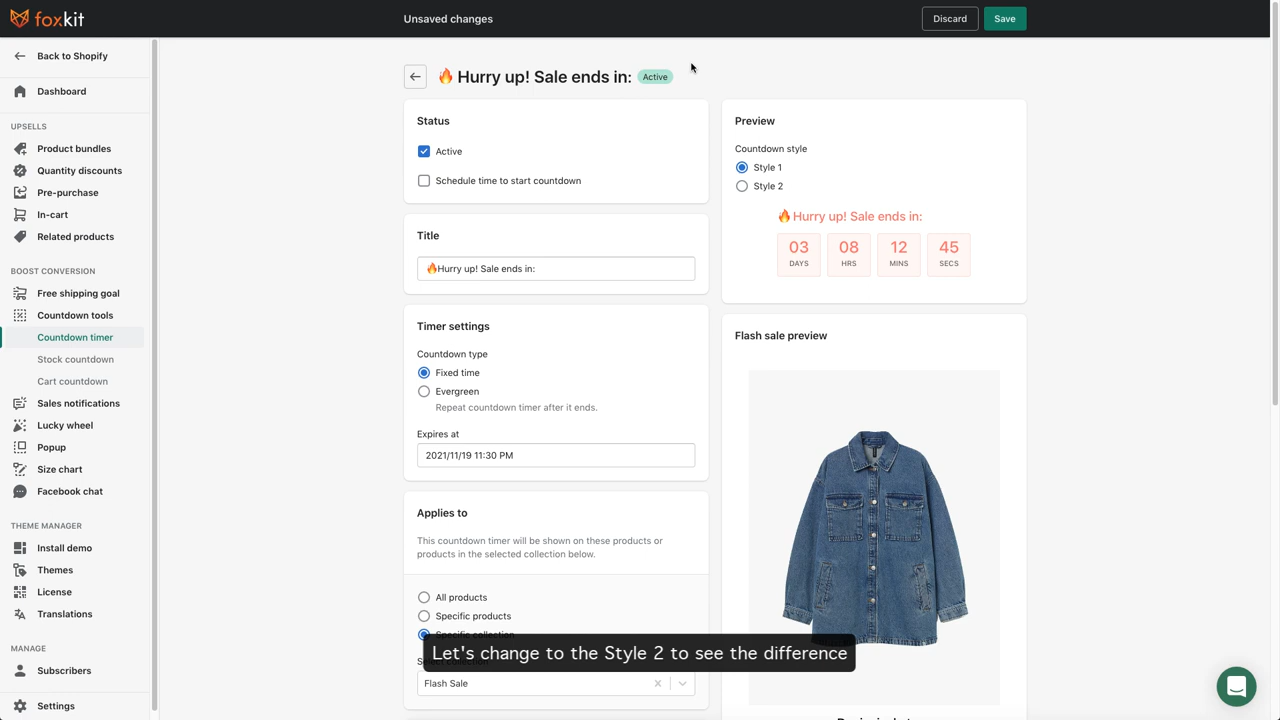 foxkit
Unsaved changes
Discard
Save
Back to Shopify
Dashboard
UPSELLS
Product bundles
Quantity discounts
Pre-purchase
In-cart
Related products
BOOST CONVERSION
Free shipping goal
Countdown tools
Countdown timer
Stock countdown
Cart countdown
Sales notifications
Lucky wheel
Popup
Size chart
Facebook chat
THEME MANAGER
Install demo
Themes
License
Translations
MANAGE
Subscribers
Settings
🔥 Hurry up! Sale ends in: Active
Status
Active
Schedule time to start countdown
Title
🔥Hurry up! Sale ends in:
Timer settings
Countdown type
Fixed time
Evergreen
Repeat countdown timer after it ends.
Expires at
2021/11/19 11:30 PM
Applies to
This countdown timer will be shown on these products or
products in the selected collection below.
All products
Specific products
Specific collection
Flash Sale
Preview
Countdown style
Style 1
Style 2
🔥Hurry up! Sale ends in:
03 08 12 45
DAYS HRS MINS SECS
Flash sale preview
Let's change to the Style 2 to see the difference